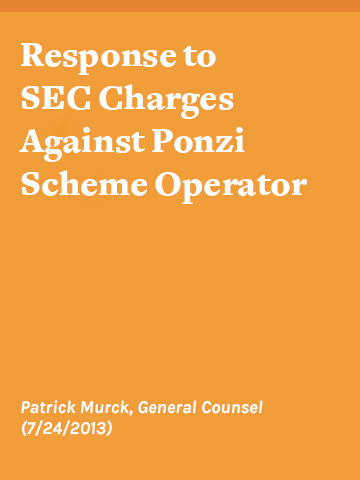 Response to
SEC Charges
Against Ponzi
Scheme Operator
Patrick Murck, General Counsel
(7/24/2013)